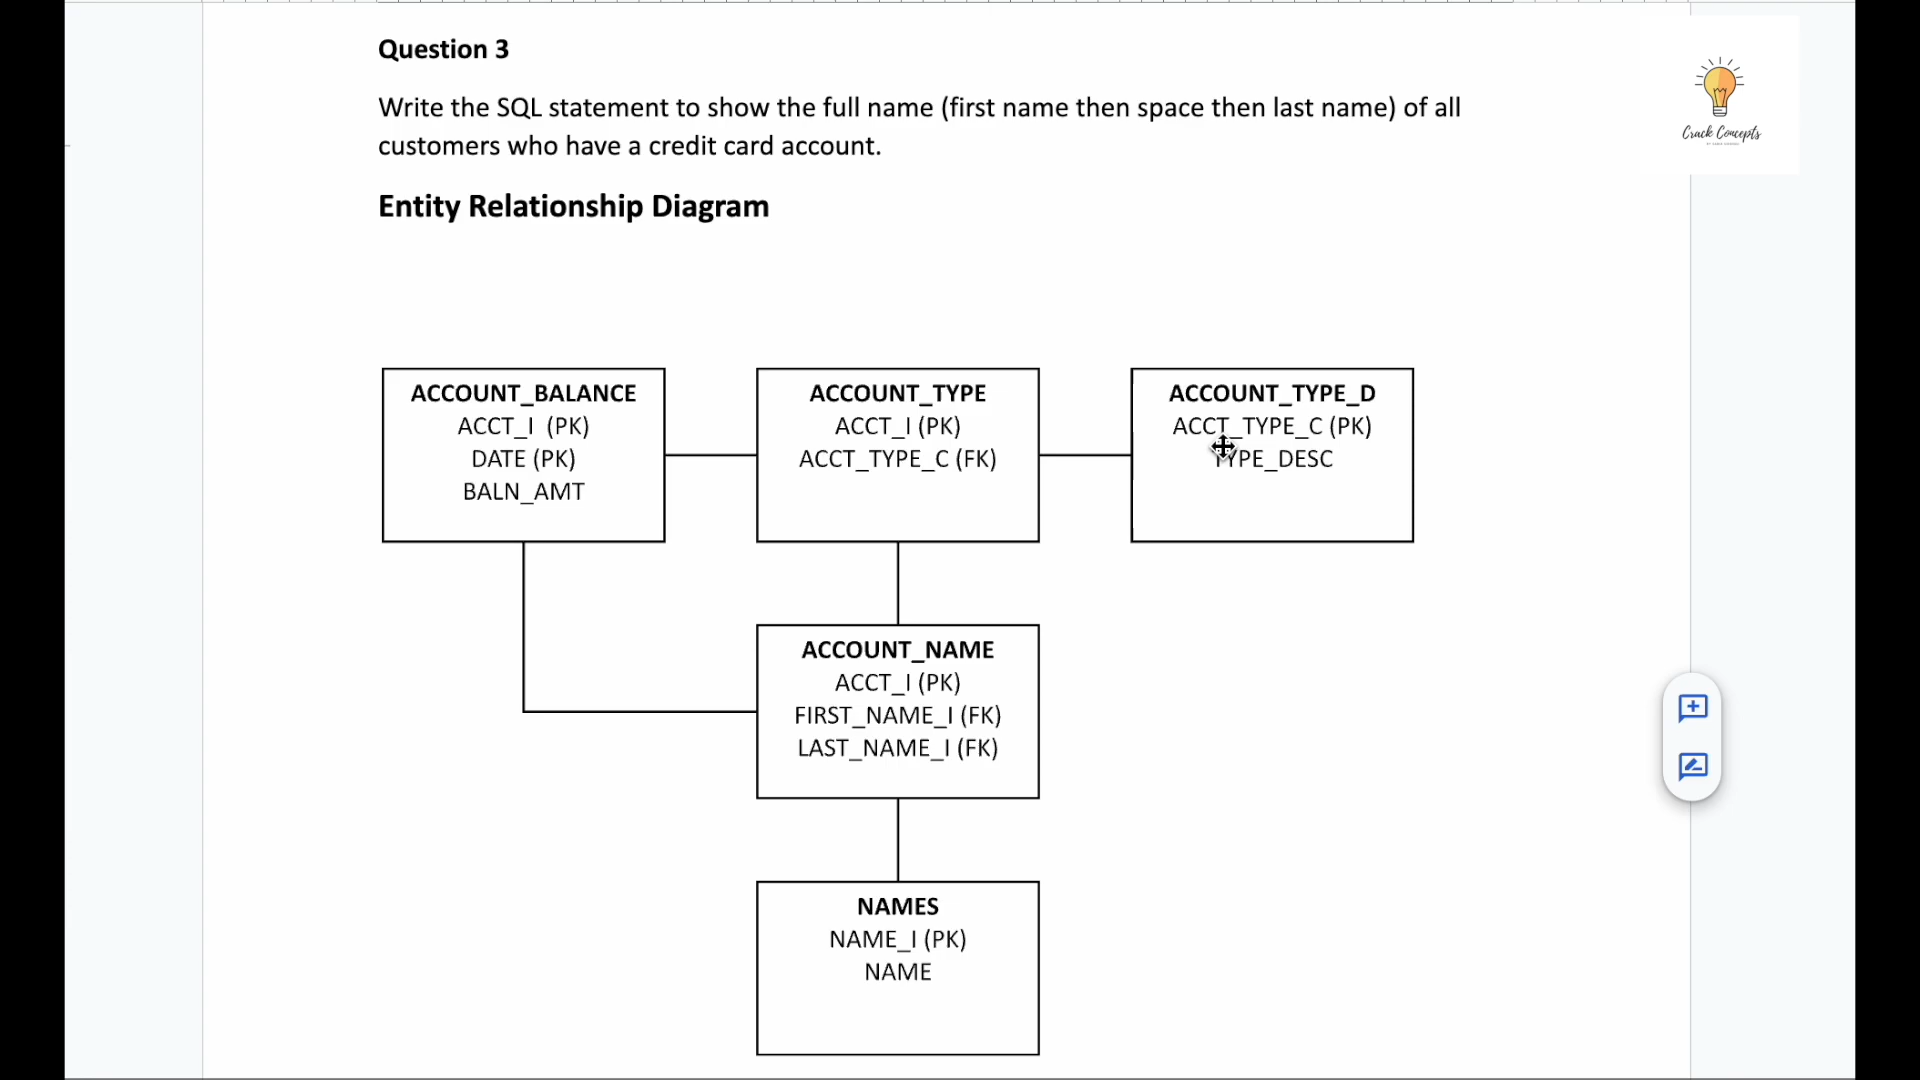 Question 3
Write the SQL statement to show the full name (first name then space then last name) of all
customers who have a credit card account.
Crack Concepts
Entity Relationship Diagram
ACCOUNT_BALANCE
ACCT_I (PK)
DATE (PK)
BALN_AMT
ACCOUNT_TYPE
ACCT_I (PK)
ACCT_TYPE_C (FK)
ACCOUNT_TYPE_D
ACCT_TYPE_C (PK)
TYPE_DESC
ACCOUNT_NAME
ACCT_I (PK)
FIRST_NAME_I (FK)
LAST_NAME_I (FK)
NAMES
NAME_I (PK)
NAME